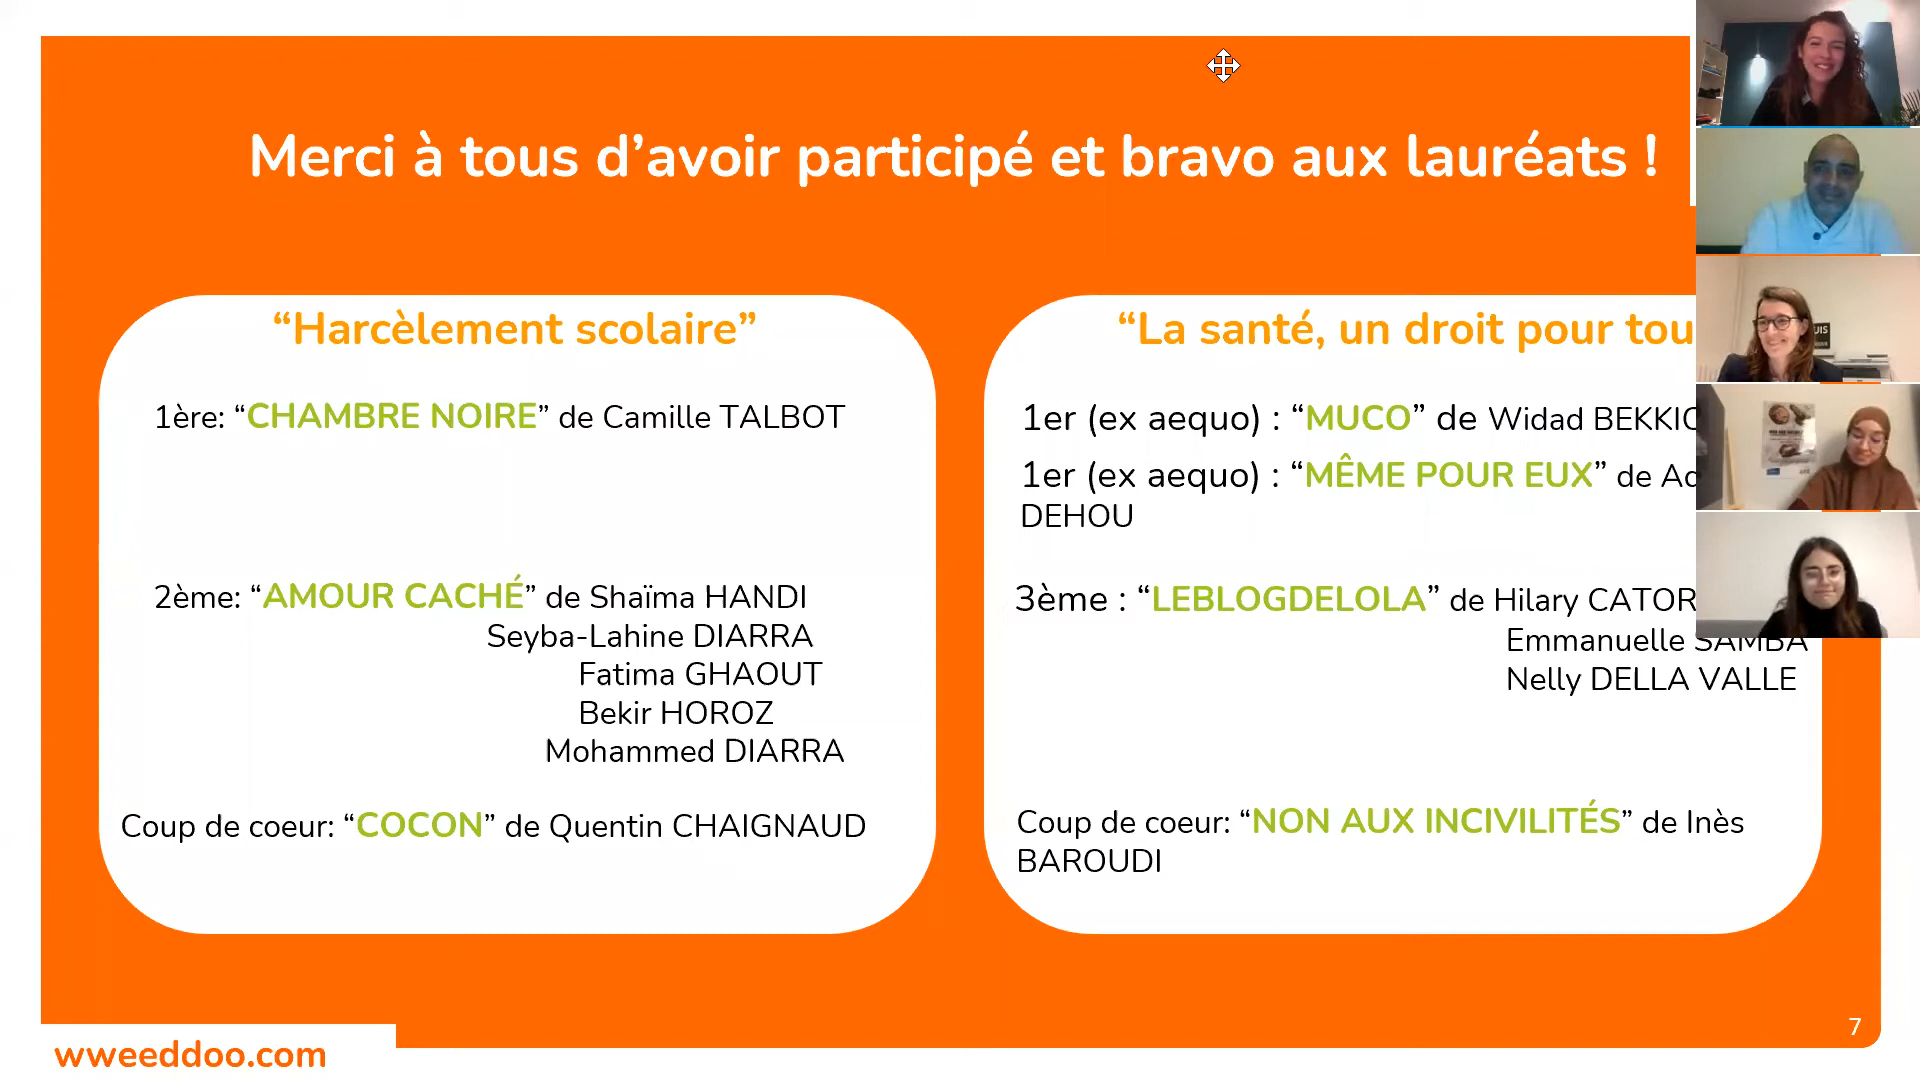 Merci à tous d’avoir participé et bravo aux lauréats !
“Harcèlement scolaire”
1ère: “CHAMBRE NOIRE” de Camille TALBOT
2ème: “AMOUR CACHÉ” de Shaïma HANDI
Seyba-Lahine DIARRA
Fatima GHAOUT
Bekir HOROZ
Mohammed DIARRA
Coup de coeur: “COCON” de Quentin CHAIGNAUD
“La santé, un droit pour
1er (ex aequo) : “MUCO” de Widad
1er (ex aequo) : “MÊME POUR EUX” de
DEHOU
3ème : “LEBLOGDELOLA” de Hilary
Emmanuelle SAMBA
Nelly DELLA VALLE
Coup de coeur: “NON AUX INCIVILITÉS” de Inès
BAROUDI
7
wweeddoo.com